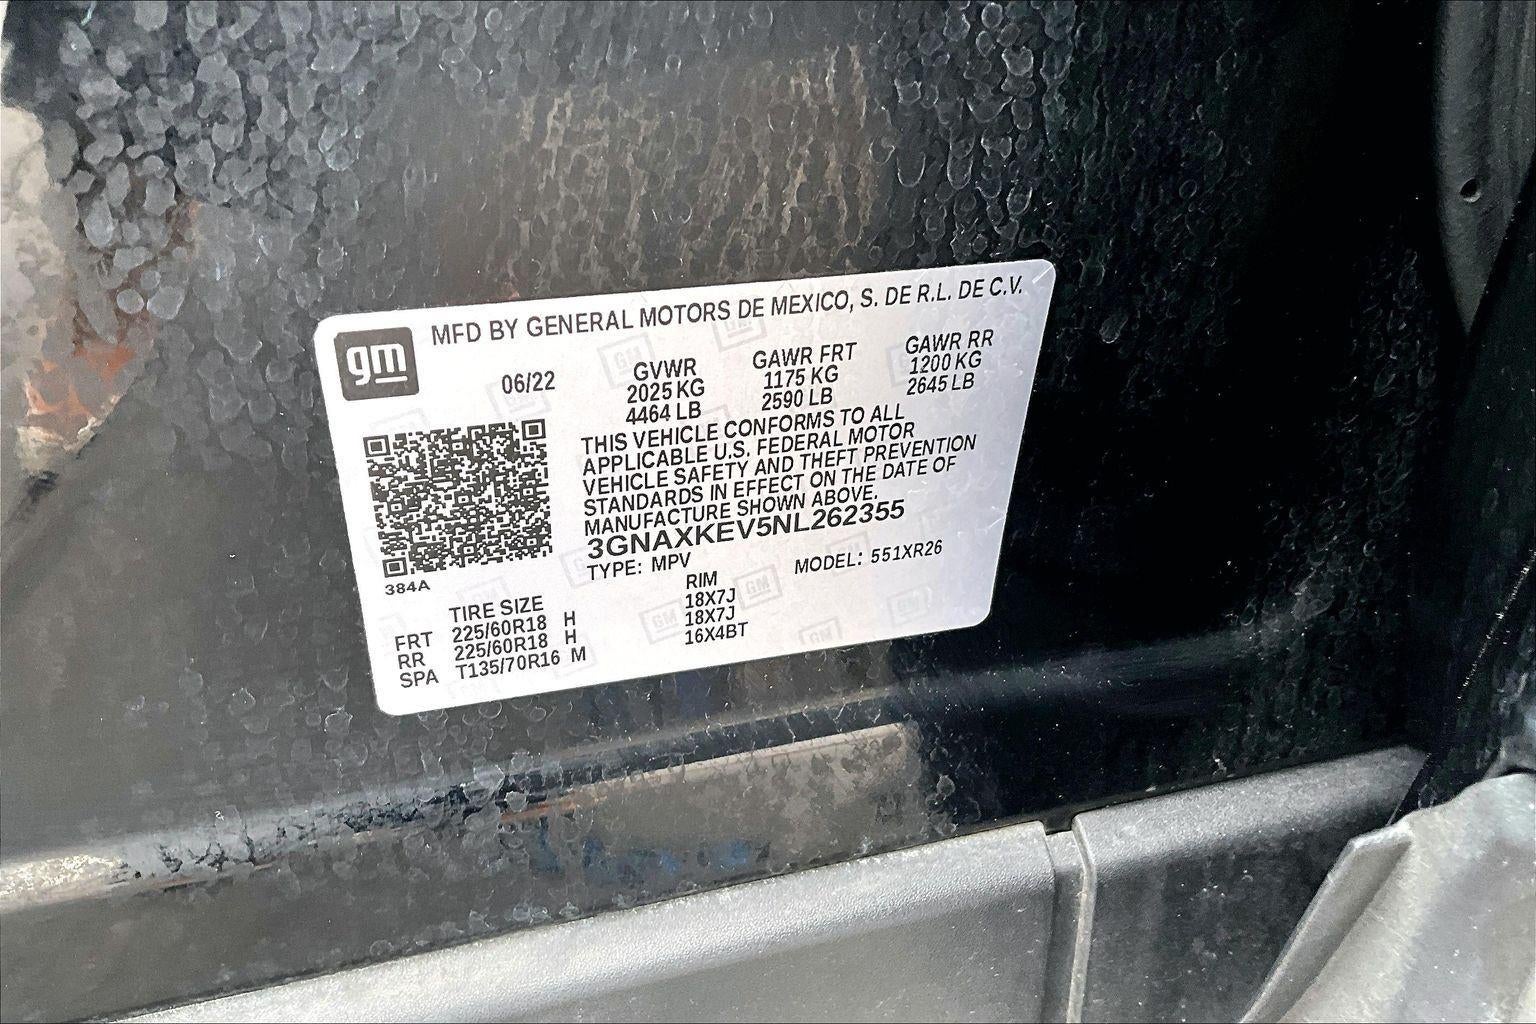 gm
MFD BY GENERAL MOTORS DE MEXICO, S. DE R.L. DE C.V.
06/22
GVWR GAWR FRT GAWR RR
2025 KG 1175 KG 1200 KG
4464 LB 2590 LB 2645 LB
THIS VEHICLE CONFORMS TO ALL
APPLICABLE U.S. FEDERAL MOTOR
VEHICLE SAFETY AND THEFT PREVENTION
STANDARDS IN EFFECT ON THE DATE OF
MANUFACTURE SHOWN ABOVE.
3GNAXKEV5NL262355
TYPE: MPV MODEL: 551XR26
384A
TIRE SIZE RIM
FRT 225/60R18 H 18X7J
RR 225/60R18 H 18X7J
SPA T135/70R16 M 16X4BT